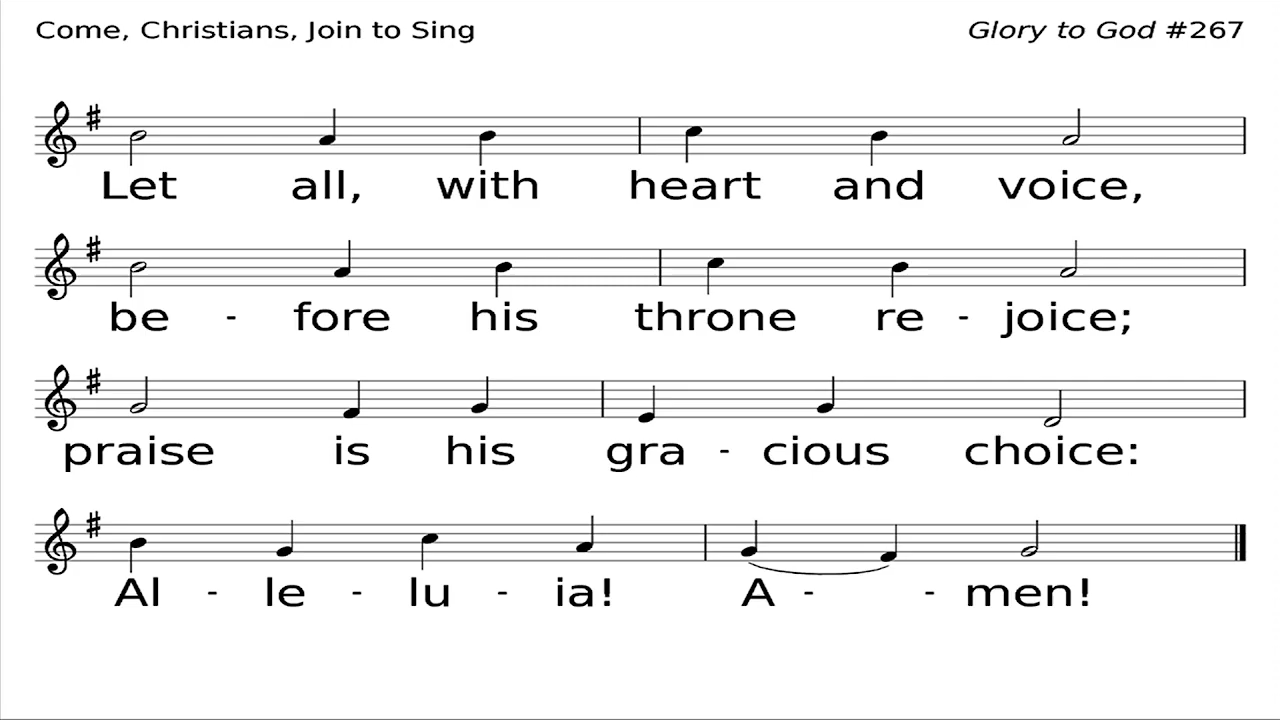 Come, Christians, Join to Sing Glory to God #267
Let all, with heart and voice,
be - fore his throne re - joice;
praise is his gra - cious choice:
Al - le - lu - ia! A - - men!